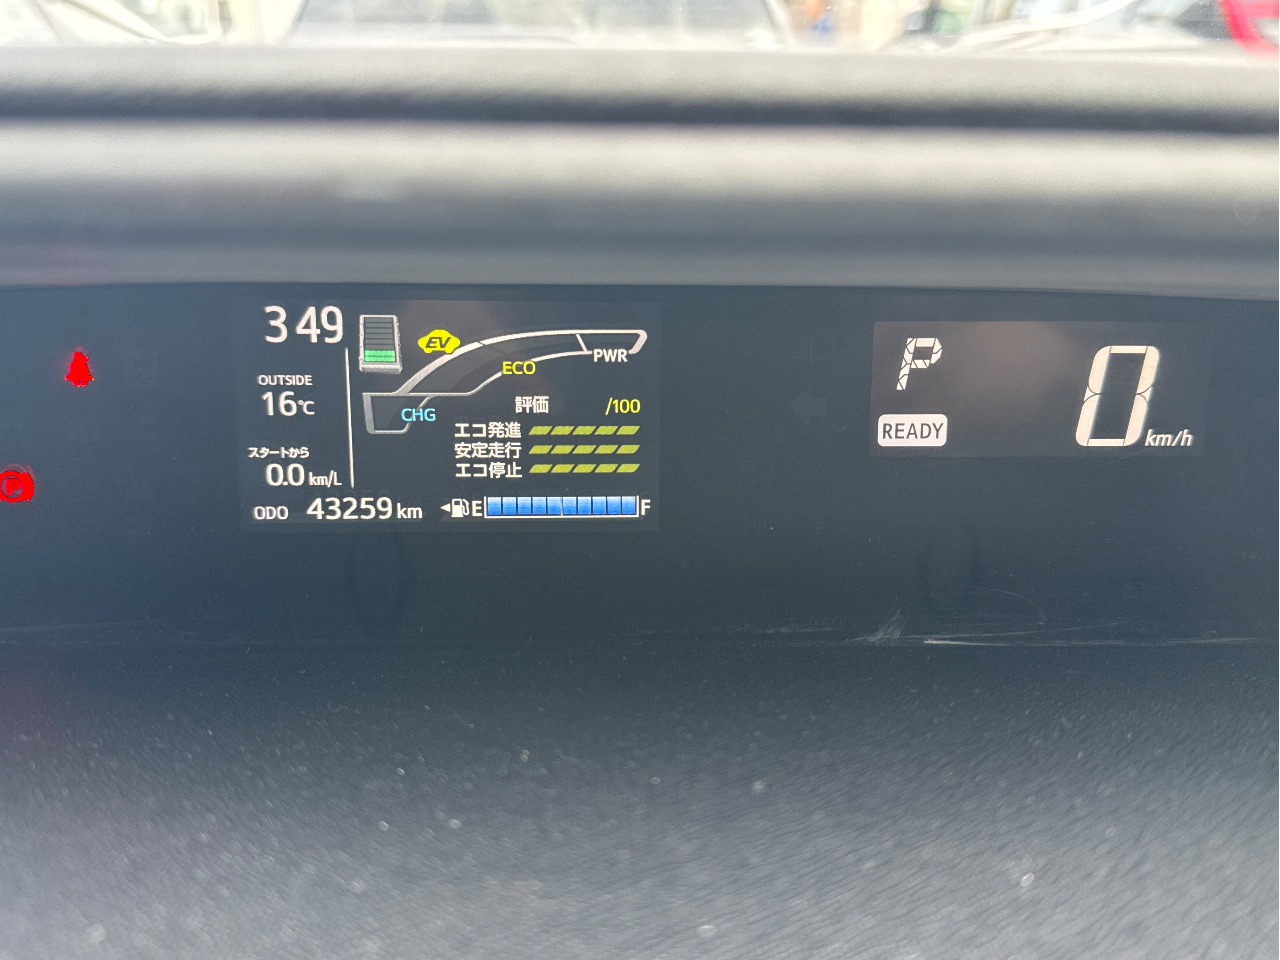 3 49
EV
ECO
PWR
CHG
OUTSIDE
16℃
評価 /100
エコ発進
安定走行
エコ停止
スタートから
0.0 km/L
ODO 43259 km
E F
P
READY
0 km/h
P